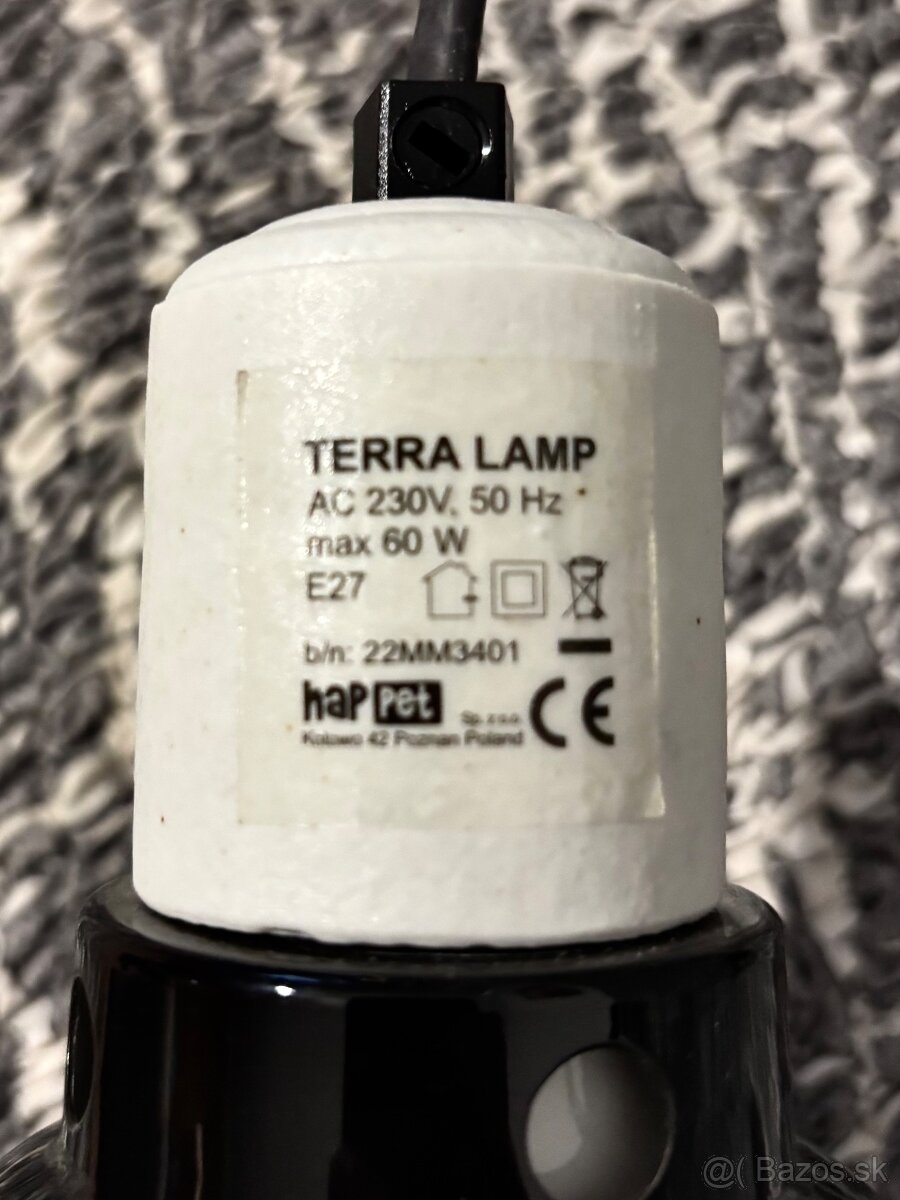 TERRA LAMP
AC 230V, 50 Hz
max 60 W
E27
b/n: 22MM3401
haP Pet Sp. z o.o.
Kotowo 42 Poznan Poland
CE
@( Bazos.sk